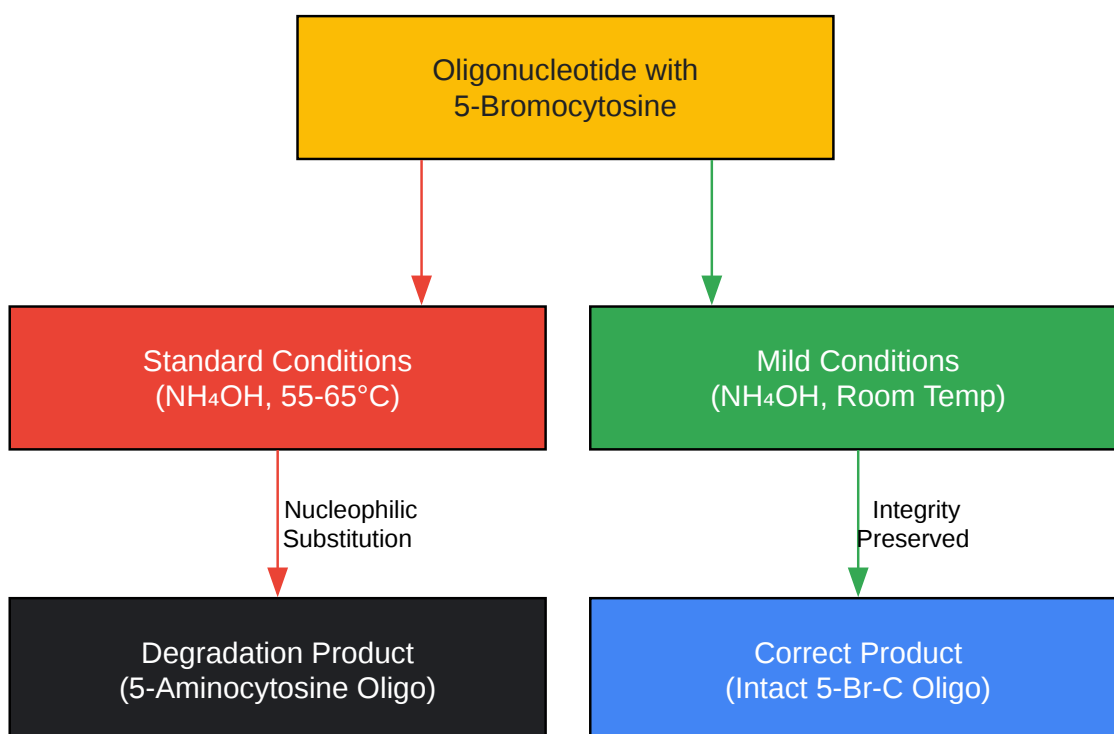 Oligonucleotide with
5-Bromocytosine
Standard Conditions
(NH₄OH, 55-65°C)
Mild Conditions
(NH₄OH, Room Temp)
Nucleophilic
Substitution
Integrity
Preserved
Degradation Product
(5-Aminocytosine Oligo)
Correct Product
(Intact 5-Br-C Oligo)